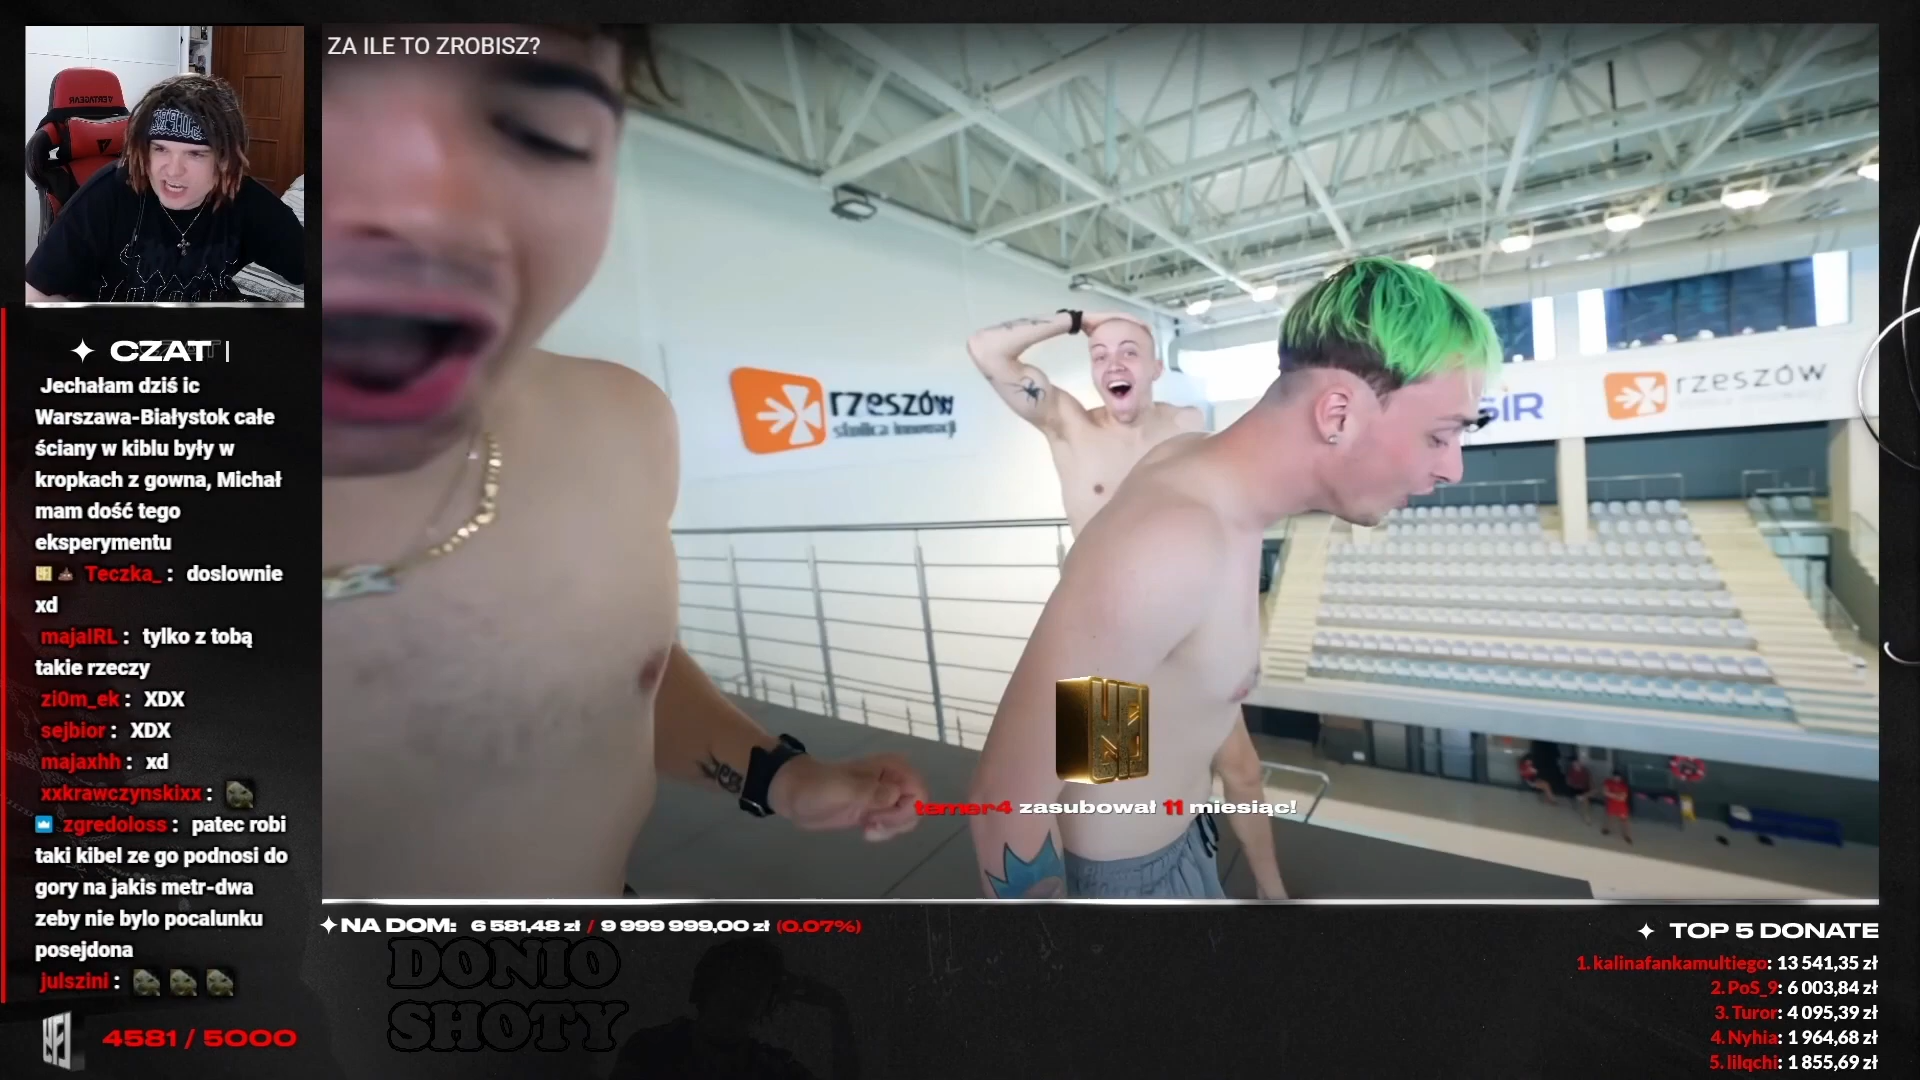 ZA ILE TO ZROBISZ?
rzeszów
stolica innowacji
SiR
rzeszów
CZAT
Jechałam dziś ic
Warszawa-Białystok całe
ściany w kiblu były w
kropkach z gowna, Michał
mam dość tego
eksperymentu
Teczka_ : doslownie
xd
majaIRL : tylko z tobą
takie rzeczy
zi0m_ek : XDX
sejbior : XDX
majaxhh : xd
xxkrawczynskixx :
zgredoloss : patec robi
taki kibel ze go podnosi do
gory na jakis metr-dwa
zeby nie bylo pocalunku
posejdona
julszini :
4581 / 5000
temer4 zasubował 11 miesiąc!
NA DOM: 6 581,48 zł / 9 999 999,00 zł (0.07%)
DONIO
SHOTY
TOP 5 DONATE
1. kalinafankamultiego: 13 541,35 zł
2. PoS_9: 6 003,84 zł
3. Turor: 4 095,39 zł
4. Nyhia: 1 964,68 zł
5. lilqchi: 1 855,69 zł